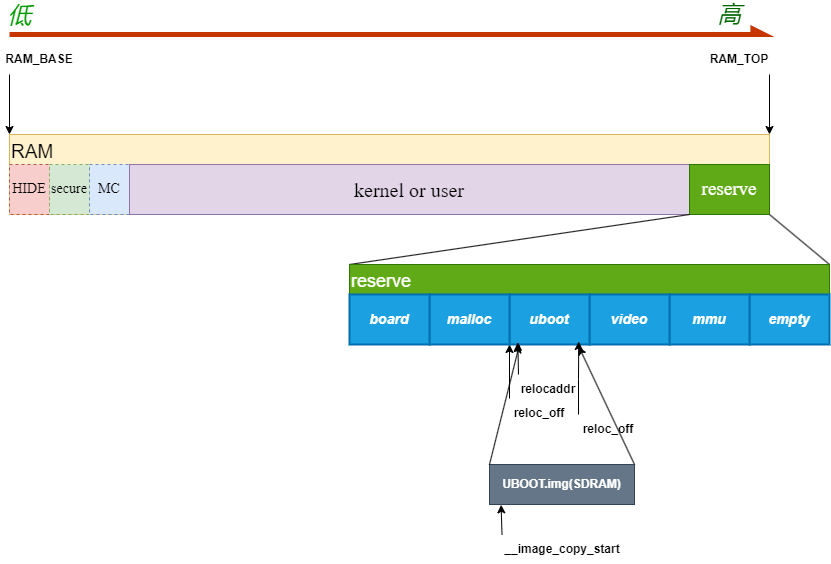 低
高
RAM_BASE
RAM_TOP
RAM
HIDE
secure
MC
kernel or user
reserve
reserve
board
malloc
uboot
video
mmu
empty
relocaddr
reloc_off
reloc_off
UBOOT.img(SDRAM)
__image_copy_start